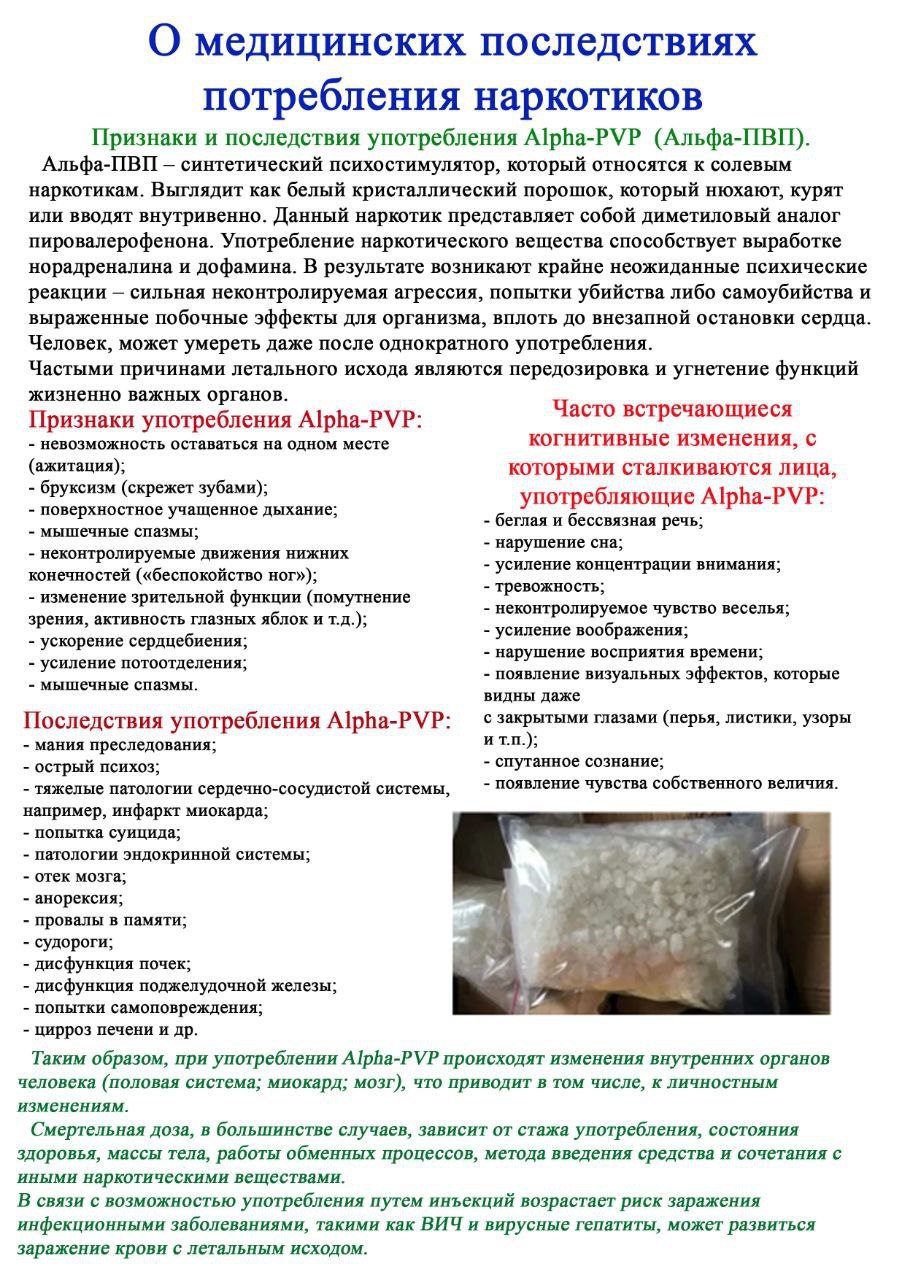 О медицинских последствиях
потребления наркотиков
Признаки и последствия употребления Alpha-PVP (Альфа-ПВП).
Альфа-ПВП – синтетический психостимулятор, который относятся к солевым
наркотикам. Выглядит как белый кристаллический порошок, который нюхают, курят
или вводят внутривенно. Данный наркотик представляет собой диметиловый аналог
пировалерофенона. Употребление наркотического вещества способствует выработке
норадреналина и дофамина. В результате возникают крайне неожиданные психические
реакции – сильная неконтролируемая агрессия, попытки убийства либо самоубийства и
выраженные побочные эффекты для организма, вплоть до внезапной остановки сердца.
Человек, может умереть даже после однократного употребления.
Частыми причинами летального исхода являются передозировка и угнетение функций
жизненно важных органов.
Признаки употребления Alpha-PVP:
- невозможность оставаться на одном месте
(ажитация);
- бруксизм (скрежет зубами);
- поверхностное учащенное дыхание;
- мышечные спазмы;
- неконтролируемые движения нижних
конечностей («беспокойство ног»);
- изменение зрительной функции (помутнение
зрения, активность глазных яблок и т.д.);
- ускорение сердцебиения;
- усиление потоотделения;
- мышечные спазмы.
Последствия употребления Alpha-PVP:
- мания преследования;
- острый психоз;
- тяжелые патологии сердечно-сосудистой системы,
например, инфаркт миокарда;
- попытка суицида;
- патологии эндокринной системы;
- отек мозга;
- анорексия;
- провалы в памяти;
- судороги;
- дисфункция почек;
- дисфункция поджелудочной железы;
- попытки самоповреждения;
- цирроз печени и др.
Часто встречающиеся
когнитивные изменения, с
которыми сталкиваются лица,
употребляющие Alpha-PVP:
- беглая и бессвязная речь;
- нарушение сна;
- усиление концентрации внимания;
- тревожность;
- неконтролируемое чувство веселья;
- усиление воображения;
- нарушение восприятия времени;
- появление визуальных эффектов, которые
видны даже
с закрытыми глазами (перья, листики, узоры
и т.п.);
- спутанное сознание;
- появление чувства собственного величия.
Таким образом, при употреблении Alpha-PVP происходят изменения внутренних органов
человека (половая система; миокард; мозг), что приводит в том числе, к личностным
изменениям.
Смертельная доза, в большинстве случаев, зависит от стажа употребления, состояния
здоровья, массы тела, работы обменных процессов, метода введения средства и сочетания с
иными наркотическими веществами.
В связи с возможностью употребления путем инъекций возрастает риск заражения
инфекционными заболеваниями, такими как ВИЧ и вирусные гепатиты, может развиться
заражение крови с летальным исходом.